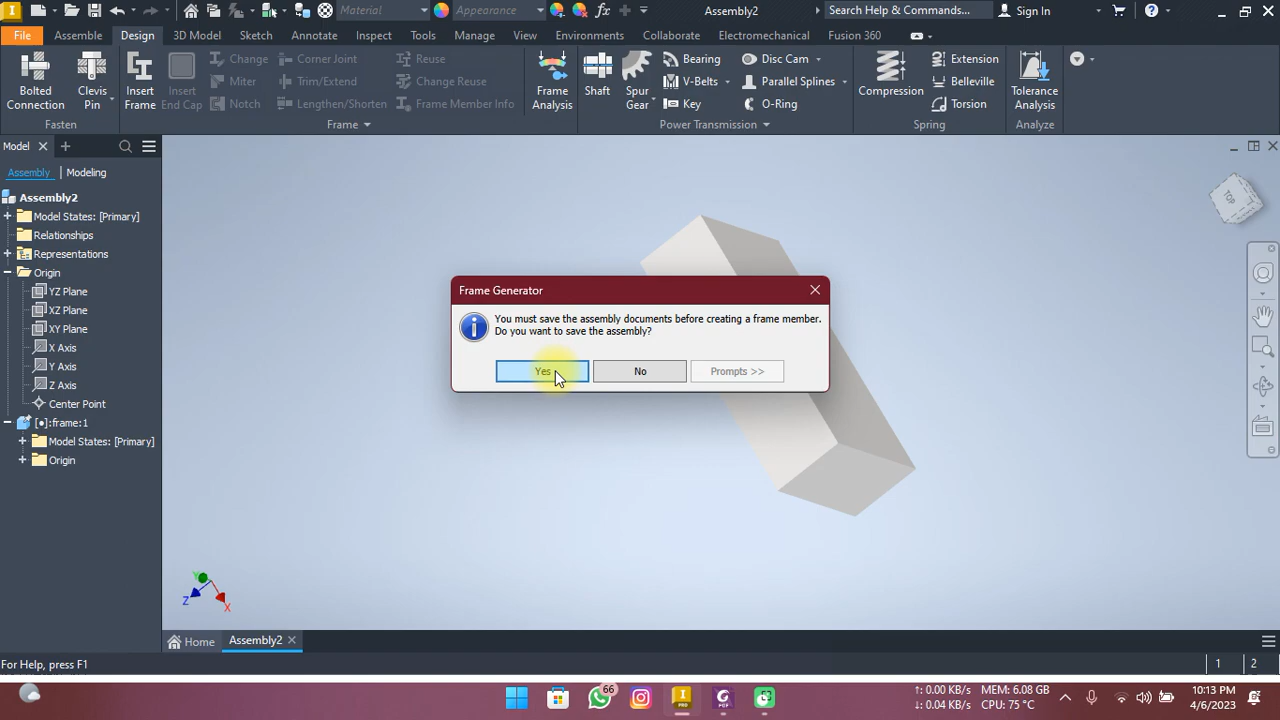 Material
Appearance
Assembly2
Search Help & Commands...
Sign In
File
Assemble
Design
3D Model
Sketch
Annotate
Inspect
Tools
Manage
View
Environments
Collaborate
Electromechanical
Fusion 360
Bolted Connection
Clevis Pin
Insert Frame
Insert End Cap
Change
Miter
Notch
Corner Joint
Trim/Extend
Lengthen/Shorten
Reuse
Change Reuse
Frame Member Info
Frame Analysis
Shaft
Spur Gear
Bearing
V-Belts
Key
Disc Cam
Parallel Splines
O-Ring
Compression
Extension
Belleville
Torsion
Tolerance Analysis
Fasten
Frame
Power Transmission
Spring
Analyze
Model
Assembly
Modeling
Assembly2
Model States: [Primary]
Relationships
Representations
Origin
YZ Plane
XZ Plane
XY Plane
X Axis
Y Axis
Z Axis
Center Point
[•]:frame:1
Model States: [Primary]
Origin
TOP
Frame Generator
You must save the assembly documents before creating a frame member.
Do you want to save the assembly?
Yes
No
Prompts >>
Y
Z
X
Home
Assembly2
For Help, press F1
1
2
66
PRO
PCP
↑: 0.00 KB/s
↓: 0.04 KB/s
MEM: 6.08 GB
CPU: 75 °C
10:13 PM
4/6/2023